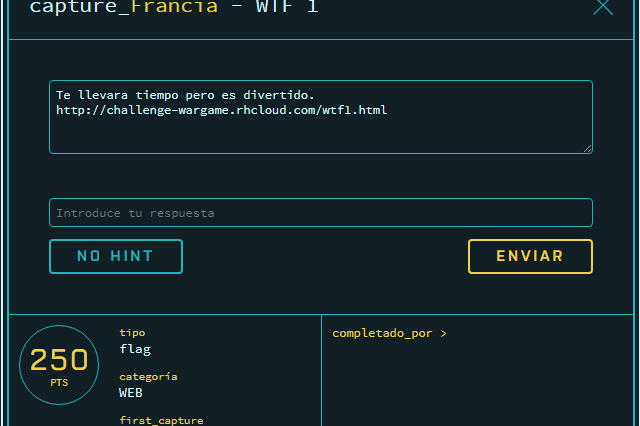 capture_Francia - WTF 1
Te llevara tiempo pero es divertido.
http://challenge-wargame.rhcloud.com/wtf1.html
Introduce tu respuesta
NO HINT
ENVIAR
250
PTS
tipo
flag
categoría
WEB
first_capture
completado_por >